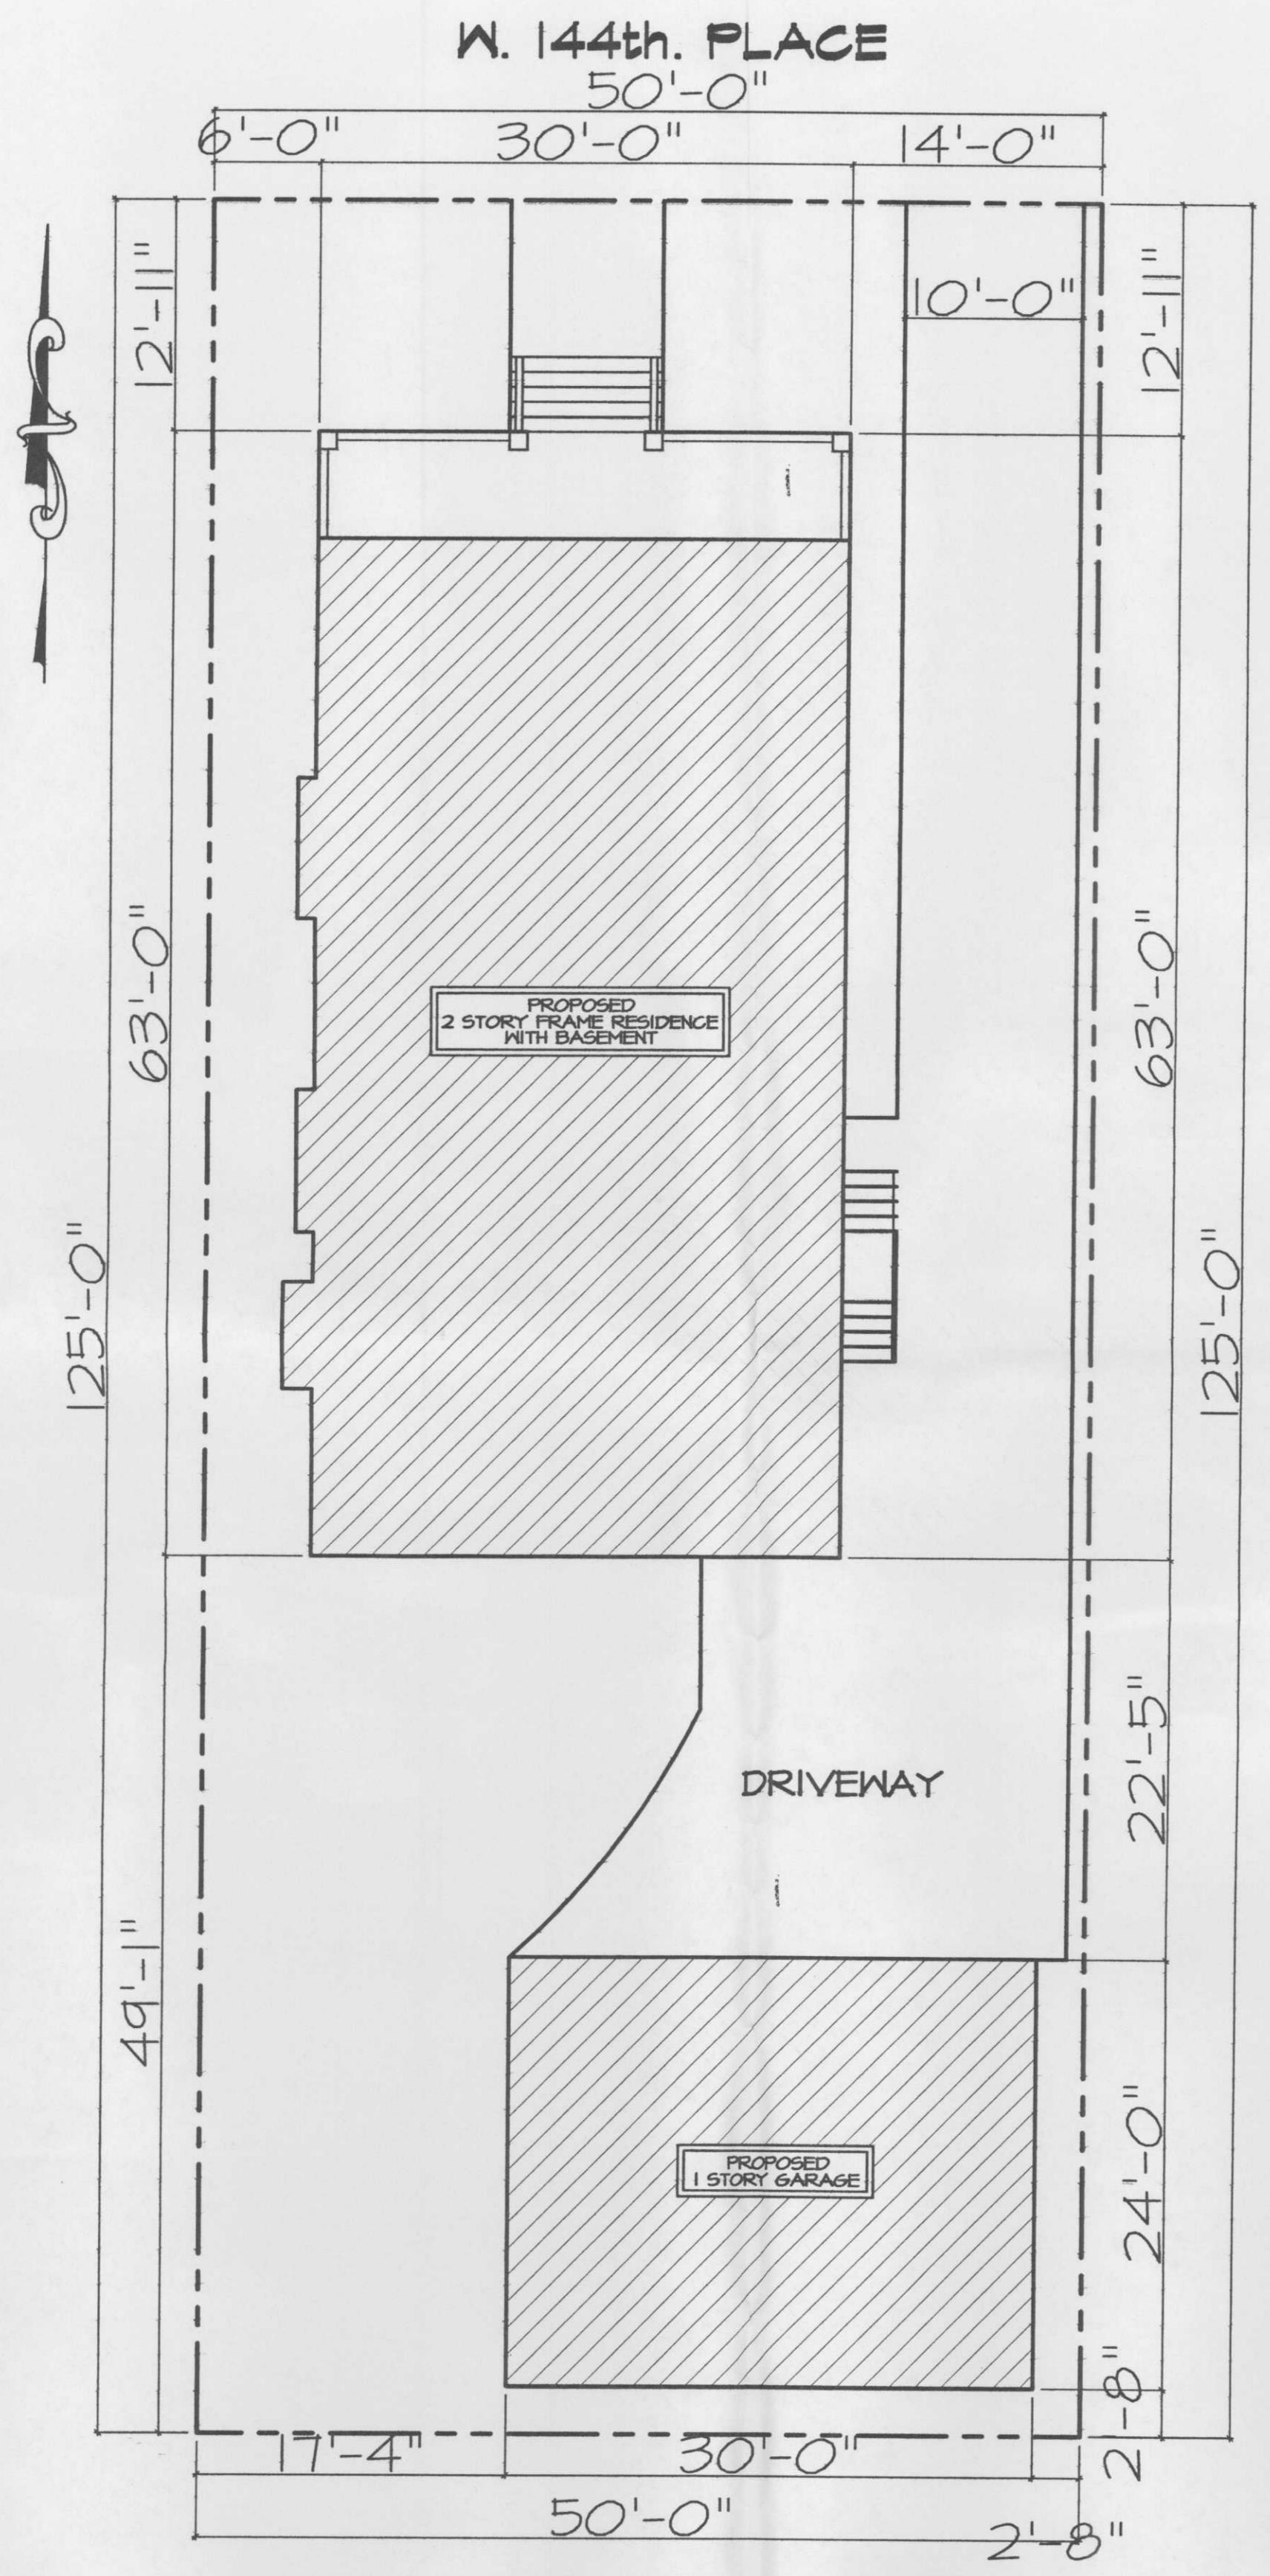 W. 144th. PLACE
50'-0"
6'-0"
30'-0"
14'-0"
12'-11"
12'-11"
10'-0"
63'-0"
63'-0"
PROPOSED
2 STORY FRAME RESIDENCE
WITH BASEMENT
125'-0"
125'-0"
22'-5"
DRIVEWAY
49'-1"
24'-0"
PROPOSED
1 STORY GARAGE
2'-8"
17'-4"
30'-0"
50'-0"
2'-8"